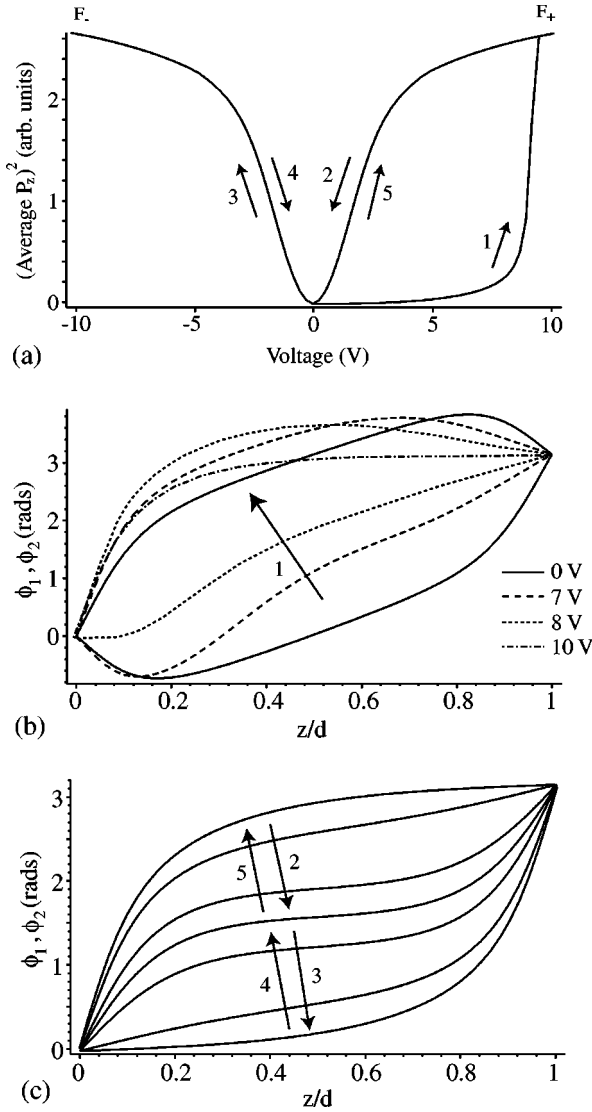 F- F+
(Average Pz)² (arb. units)
2
1
0
3 4 2 5 1
-10 -5 0 5 10
(a) Voltage (V)
ϕ1, ϕ2 (rads)
3
2
1
0
1
0 V
7 V
8 V
10 V
0 0.2 0.4 0.6 0.8 1
(b) z/d
ϕ1, ϕ2 (rads)
3
2
1
0
5 2
4 3
0 0.2 0.4 0.6 0.8 1
(c) z/d